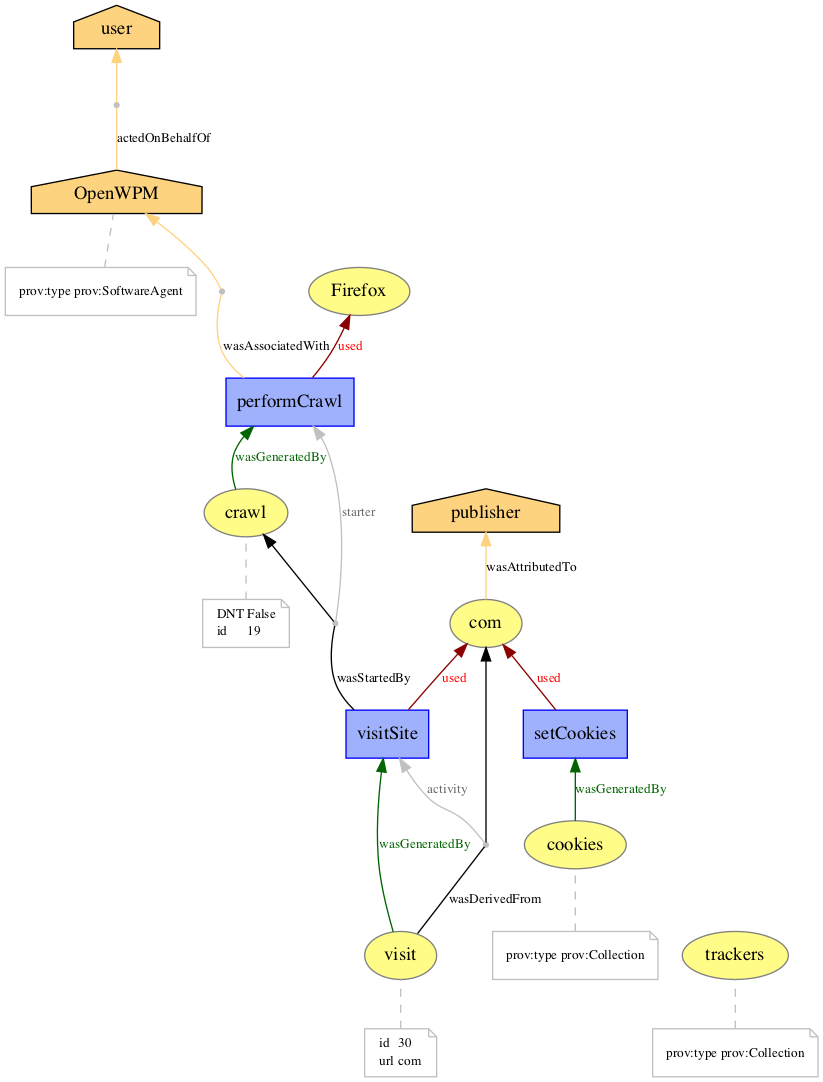 user
actedOnBehalfOf
OpenWPM
prov:type prov:SoftwareAgent
Firefox
wasAssociatedWith
used
performCrawl
wasGeneratedBy
crawl
starter
publisher
wasAttributedTo
DNT False
id 19
com
wasStartedBy
used
used
visitSite
setCookies
activity
wasGeneratedBy
wasGeneratedBy
cookies
wasDerivedFrom
visit
prov:type prov:Collection
trackers
id 30
url com
prov:type prov:Collection